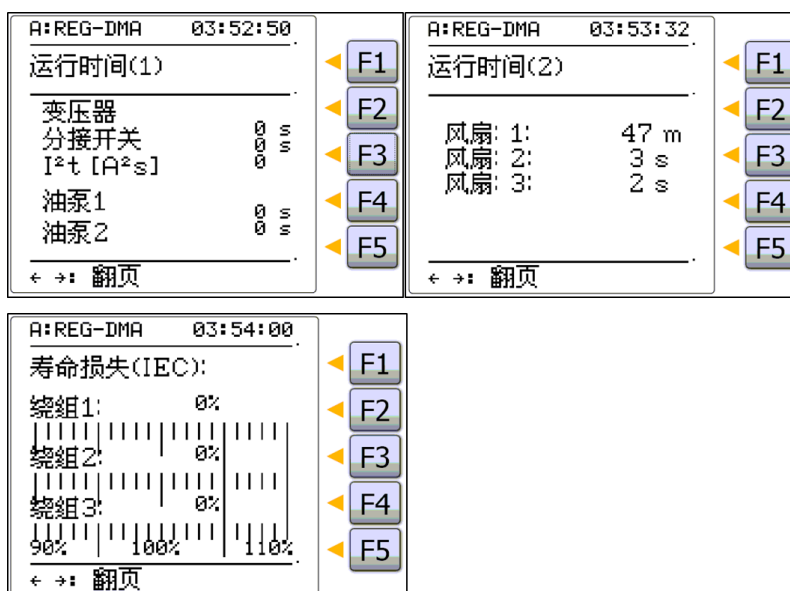 A:REG-DMA 03:52:50
运行时间(1)
变压器
分接开关 0 s
I²t [A²s] 0 s
0
油泵1
油泵2 0 s
0 s
← →: 翻页
F1
F2
F3
F4
F5
A:REG-DMA 03:53:32
运行时间(2)
风扇: 1: 47 m
风扇: 2: 3 s
风扇: 3: 2 s
← →: 翻页
F1
F2
F3
F4
F5
A:REG-DMA 03:54:00
寿命损失(IEC):
绕组1: 0%
绕组2: 0%
绕组3: 0%
90% 100% 110%
← →: 翻页
F1
F2
F3
F4
F5